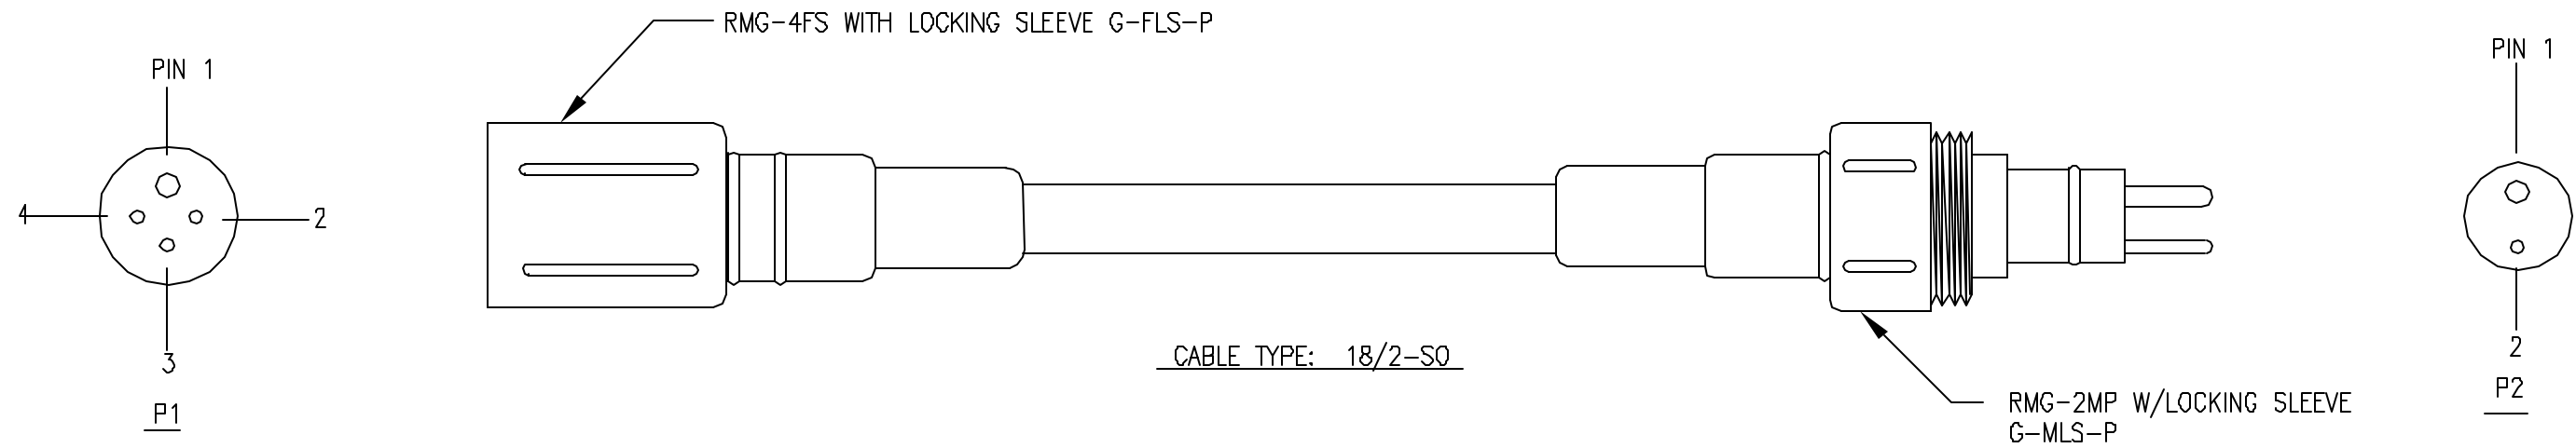 RMG-4FS WITH LOCKING SLEEVE G-FLS-P
PIN 1
4
2
3
P1
CABLE TYPE: 18/2-SO
RMG-2MP W/LOCKING SLEEVE
G-MLS-P
PIN 1
2
P2